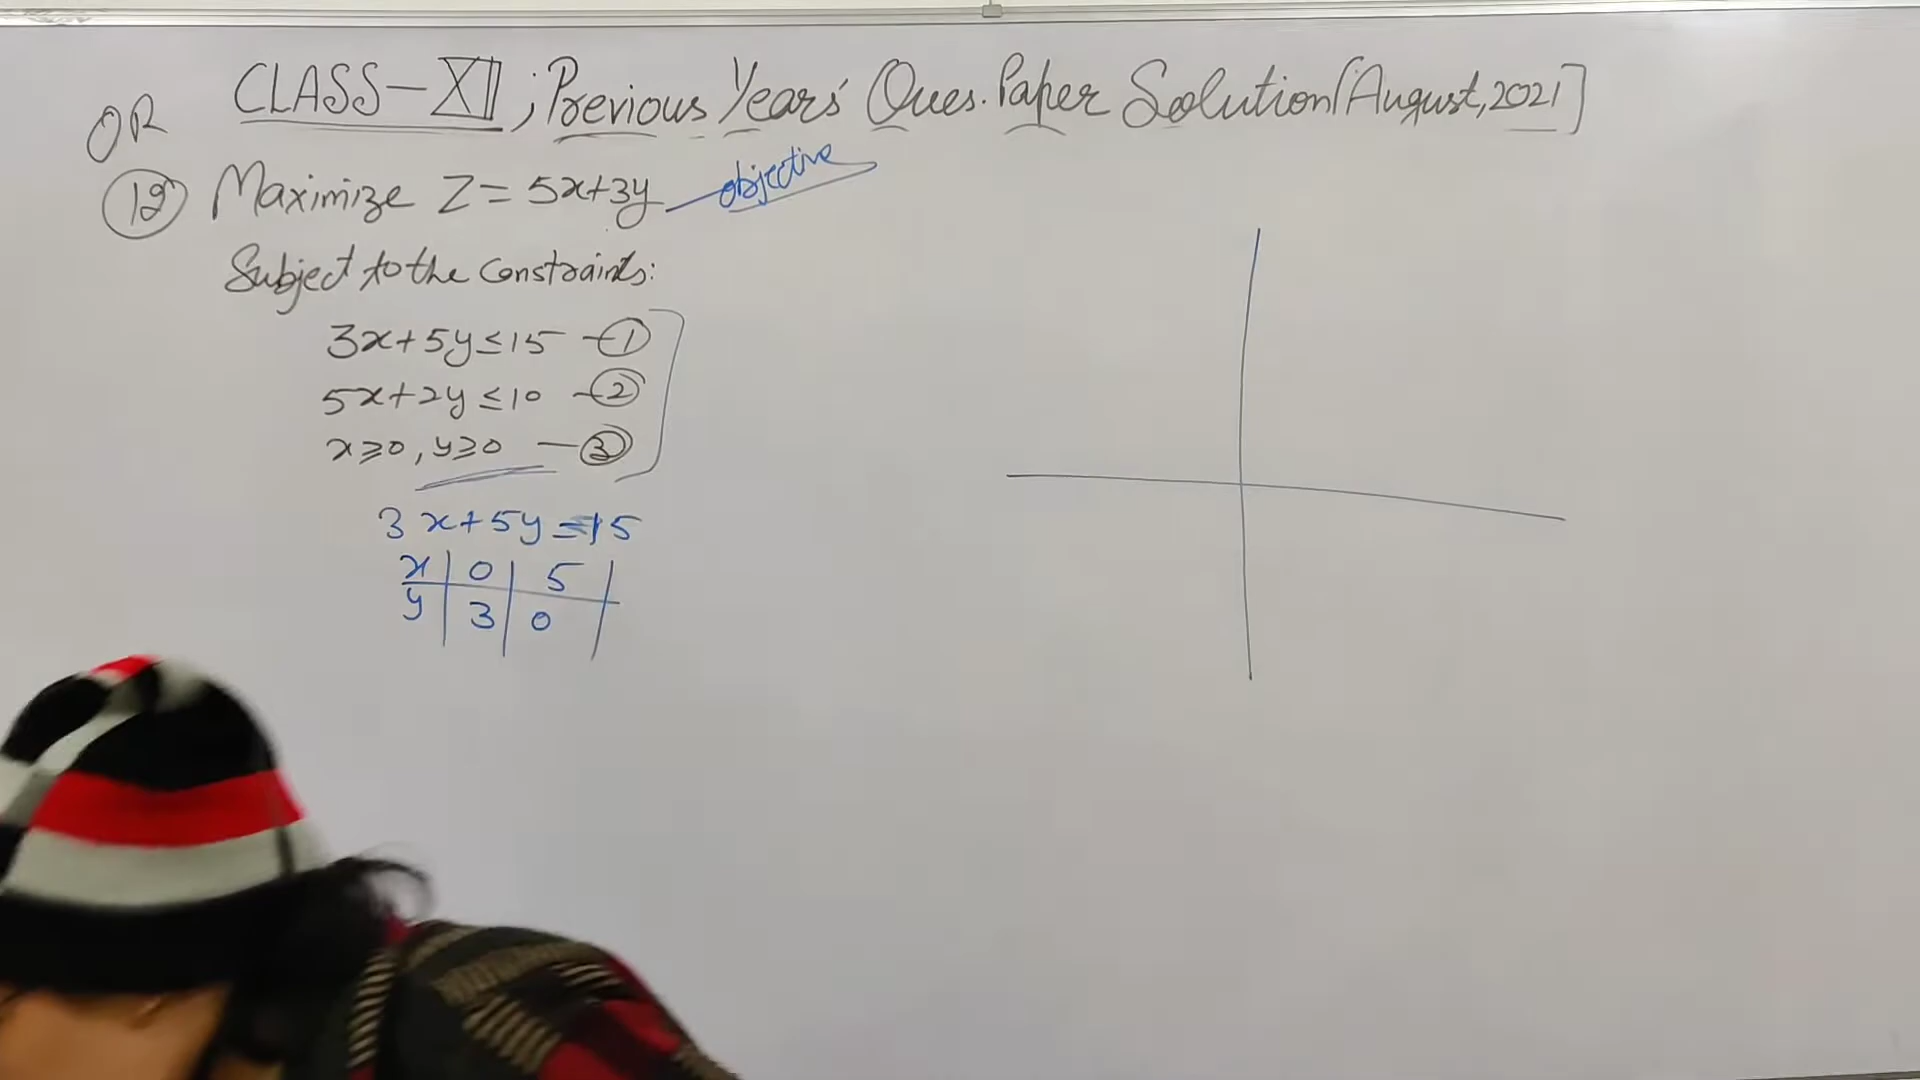 CLASS-XII; Previous Years' Ques. Paper Solution [August, 2021]
OR
12 Maximize Z = 5x+3y objective
Subject to the Constraints:
3x+5y≤15 -1
5x+2y≤10 -2
x≥0, y≥0 -3
3x+5y=15
x | 0 | 5 |
y | 3 | 0